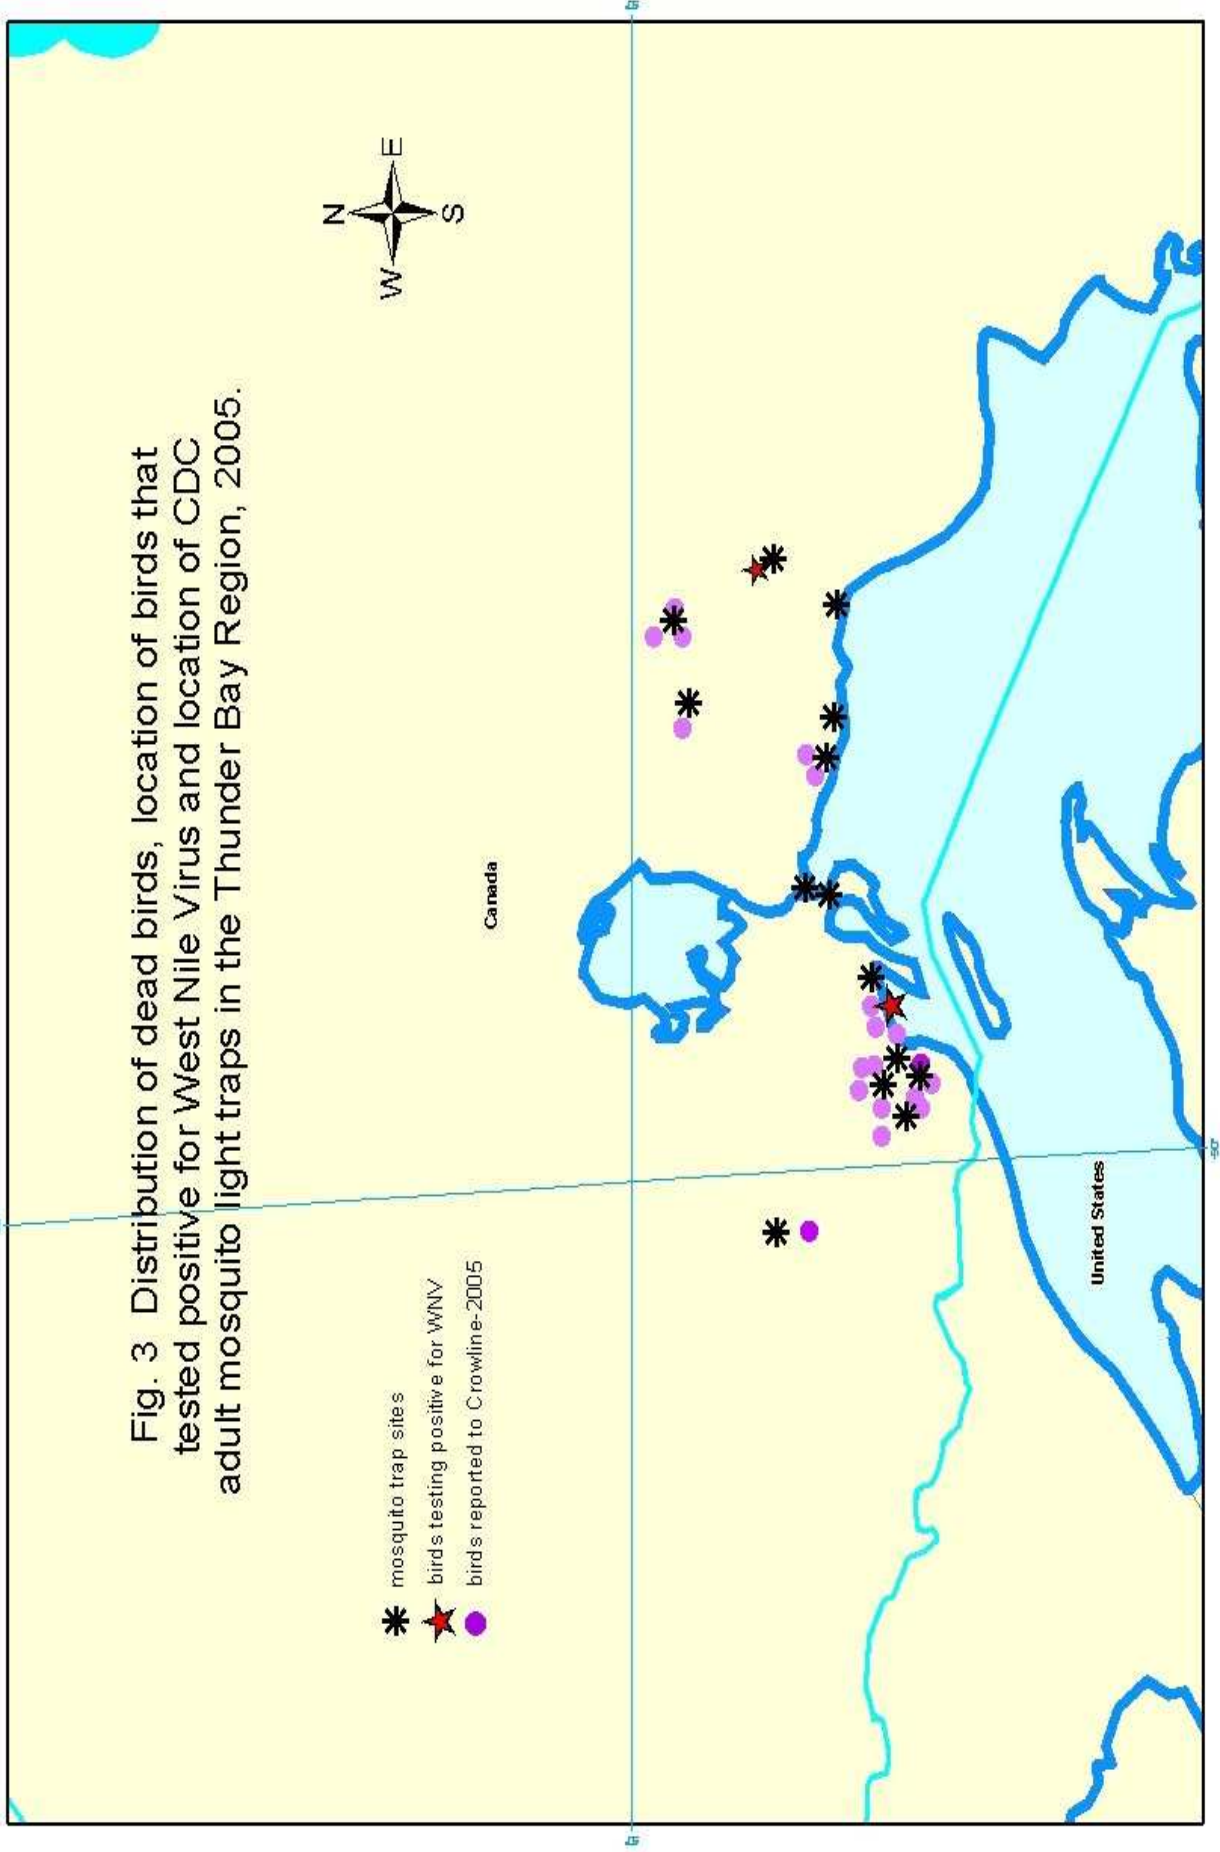 Fig. 3 Distribution of dead birds, location of birds that
tested positive for West Nile Virus and location of CDC
adult mosquito light traps in the Thunder Bay Region, 2005.
N
W
E
S
mosquito trap sites
birds testing positive for WNV
birds reported to Crowline-2005
Canada
United States